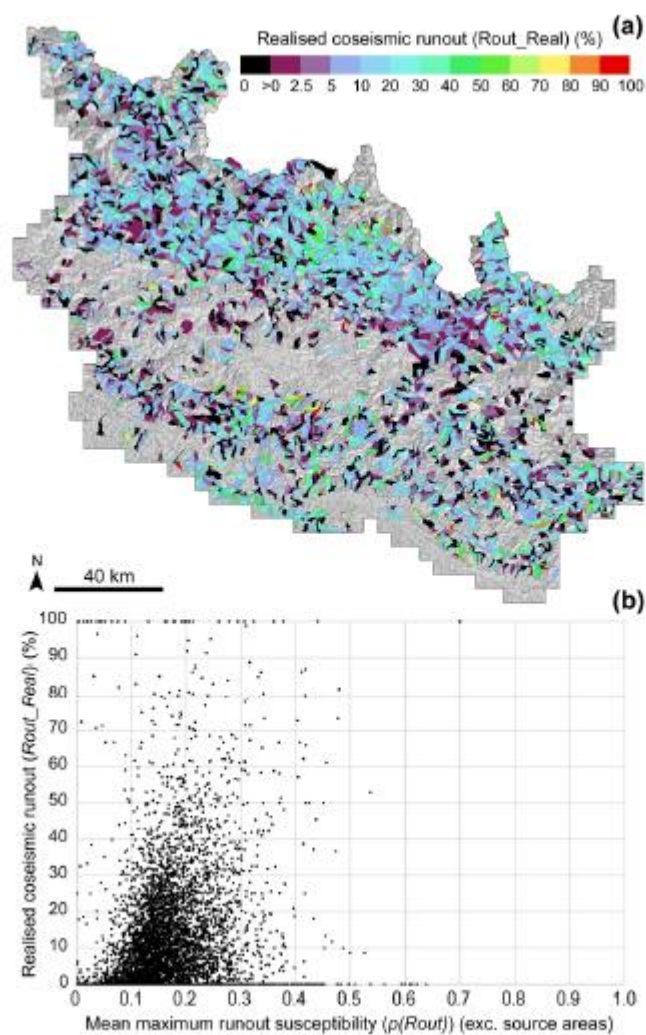 (a)
Realised coseismic runout (Rout_Real) (%)
0 >0 2.5 5 10 20 30 40 50 60 70 80 90 100
N
40 km
(b)
100
90
80
70
60
50
40
30
20
10
0
Realised coseismic runout (Rout_Real) (%)
0 0.1 0.2 0.3 0.4 0.5 0.6 0.7 0.8 0.9 1.0
Mean maximum runout susceptibility (p(Rout)) (exc. source areas)